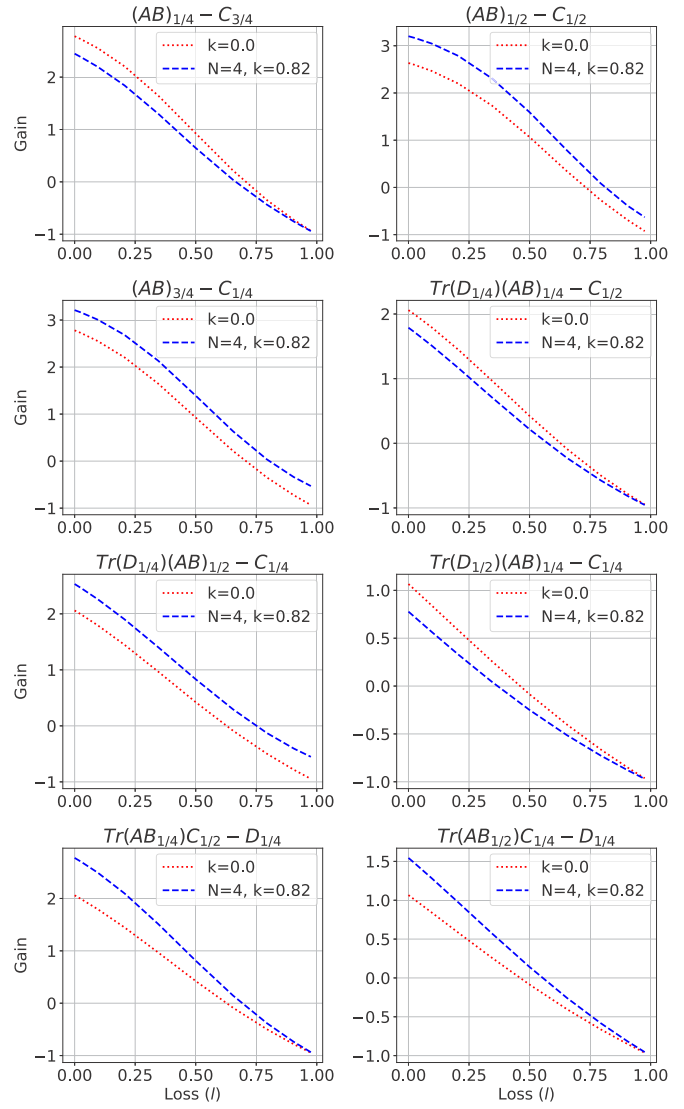 (AB)₁/₄ − C₃/₄
k=0.0
N=4, k=0.82
Gain
2
1
0
−1
0.00 0.25 0.50 0.75 1.00
(AB)₁/₂ − C₁/₂
k=0.0
N=4, k=0.82
3
2
1
0
−1
0.00 0.25 0.50 0.75 1.00
(AB)₃/₄ − C₁/₄
k=0.0
N=4, k=0.82
Gain
3
2
1
0
−1
0.00 0.25 0.50 0.75 1.00
Tr(D₁/₄)(AB)₁/₄ − C₁/₂
k=0.0
N=4, k=0.82
2
1
0
−1
0.00 0.25 0.50 0.75 1.00
Tr(D₁/₄)(AB)₁/₂ − C₁/₄
k=0.0
N=4, k=0.82
Gain
2
1
0
−1
0.00 0.25 0.50 0.75 1.00
Tr(D₁/₂)(AB)₁/₄ − C₁/₄
k=0.0
N=4, k=0.82
1.0
0.5
0.0
−0.5
−1.0
0.00 0.25 0.50 0.75 1.00
Tr(AB₁/₄)C₁/₂ − D₁/₄
k=0.0
N=4, k=0.82
Gain
2
1
0
−1
0.00 0.25 0.50 0.75 1.00
Loss (l)
Tr(AB₁/₂)C₁/₄ − D₁/₄
k=0.0
N=4, k=0.82
1.5
1.0
0.5
0.0
−0.5
−1.0
0.00 0.25 0.50 0.75 1.00
Loss (l)